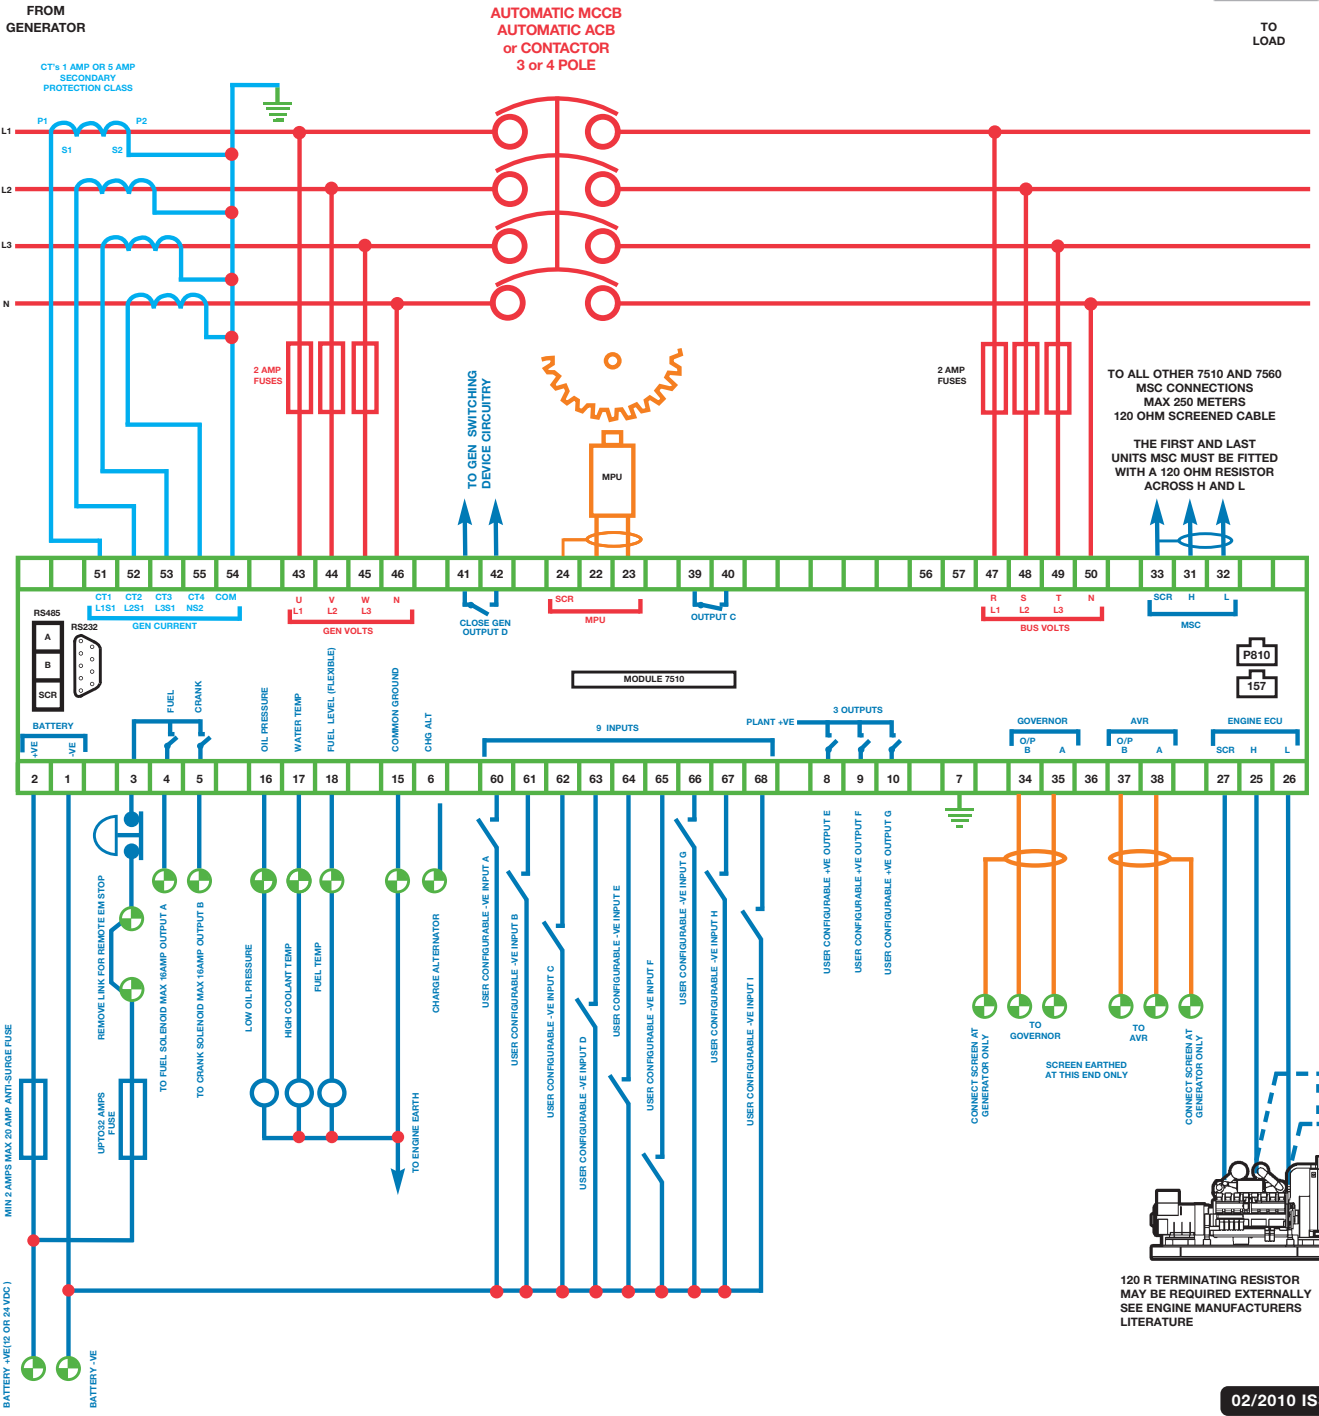 FROM
GENERATOR
AUTOMATIC MCCB
AUTOMATIC ACB
or CONTACTOR
3 or 4 POLE
TO
LOAD
CT's 1 AMP OR 5 AMP
SECONDARY
PROTECTION CLASS
P1
P2
L1
S1
S2
L2
L3
N
2 AMP
FUSES
TO GEN SWITCHING
DEVICE CIRCUITRY
MPU
2 AMP
FUSES
TO ALL OTHER 7510 AND 7560
MSC CONNECTIONS
MAX 250 METERS
120 OHM SCREENED CABLE
THE FIRST AND LAST
UNITS MSC MUST BE FITTED
WITH A 120 OHM RESISTOR
ACROSS H AND L
51 52 53 55 54 43 44 45 46 41 42 24 22 23 39 40 56 57 47 48 49 50 33 31 32
CT1 CT2 CT3 CT4 COM
L1S1 L2S1 L3S1 NS2
GEN CURRENT
U V W N
L1 L2 L3
GEN VOLTS
CLOSE GEN
OUTPUT D
SCR
MPU
OUTPUT C
R S T N
L1 L2 L3
BUS VOLTS
SCR H L
MSC
RS485
A
B
SCR
RS232
P810
157
MODULE 7510
BATTERY
+VE
-VE
FUEL
CRANK
OIL PRESSURE
WATER TEMP
FUEL LEVEL (FLEXIBLE)
COMMON GROUND
CHG ALT
9 INPUTS
PLANT +VE
3 OUTPUTS
GOVERNOR
O/P
B A
AVR
O/P
B A
ENGINE ECU
SCR H L
2 1 3 4 5 16 17 18 15 6 60 61 62 63 64 65 66 67 68 8 9 10 7 34 35 36 37 38 27 25 26
REMOVE LINK FOR REMOTE EM STOP
TO FUEL SOLENOID MAX 16AMP OUTPUT A
TO CRANK SOLENOID MAX 16AMP OUTPUT B
LOW OIL PRESSURE
HIGH COOLANT TEMP
FUEL TEMP
CHARGE ALTERNATOR
USER CONFIGURABLE -VE INPUT A
USER CONFIGURABLE -VE INPUT B
USER CONFIGURABLE -VE INPUT C
USER CONFIGURABLE -VE INPUT D
USER CONFIGURABLE -VE INPUT E
USER CONFIGURABLE -VE INPUT F
USER CONFIGURABLE -VE INPUT G
USER CONFIGURABLE -VE INPUT H
USER CONFIGURABLE -VE INPUT I
USER CONFIGURABLE +VE OUTPUT E
USER CONFIGURABLE +VE OUTPUT F
USER CONFIGURABLE +VE OUTPUT G
CONNECT SCREEN AT
GENERATOR ONLY
TO
GOVERNOR
SCREEN EARTHED
AT THIS END ONLY
TO
AVR
CONNECT SCREEN AT
GENERATOR ONLY
MIN 2 AMPS MAX 20 AMP ANTI-SURGE FUSE
UPTO32 AMPS
FUSE
TO ENGINE EARTH
BATTERY +VE(12 OR 24 VDC )
BATTERY -VE
120 R TERMINATING RESISTOR
MAY BE REQUIRED EXTERNALLY
SEE ENGINE MANUFACTURERS
LITERATURE
02/2010 IS